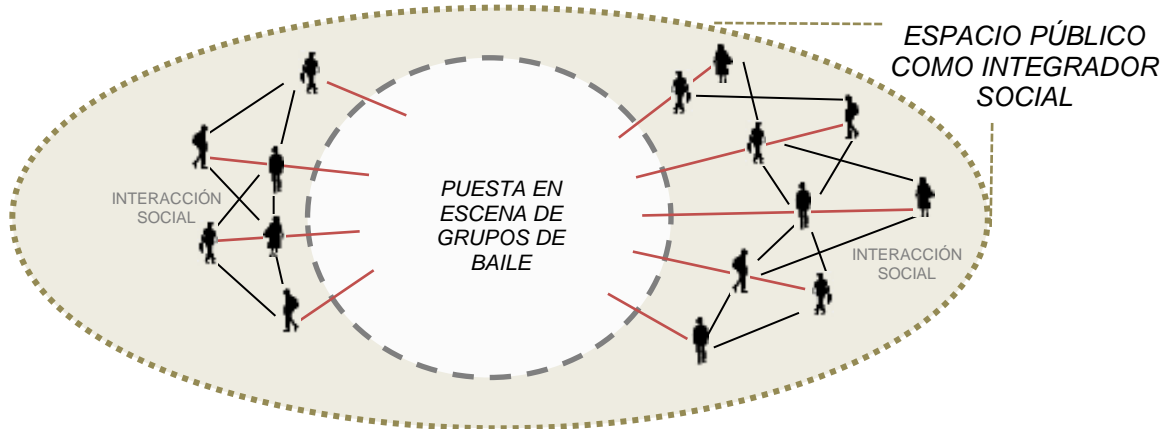 ESPACIO PÚBLICO
COMO INTEGRADOR
SOCIAL
INTERACCIÓN
SOCIAL
PUESTA EN
ESCENA DE
GRUPOS DE
BAILE
INTERACCIÓN
SOCIAL